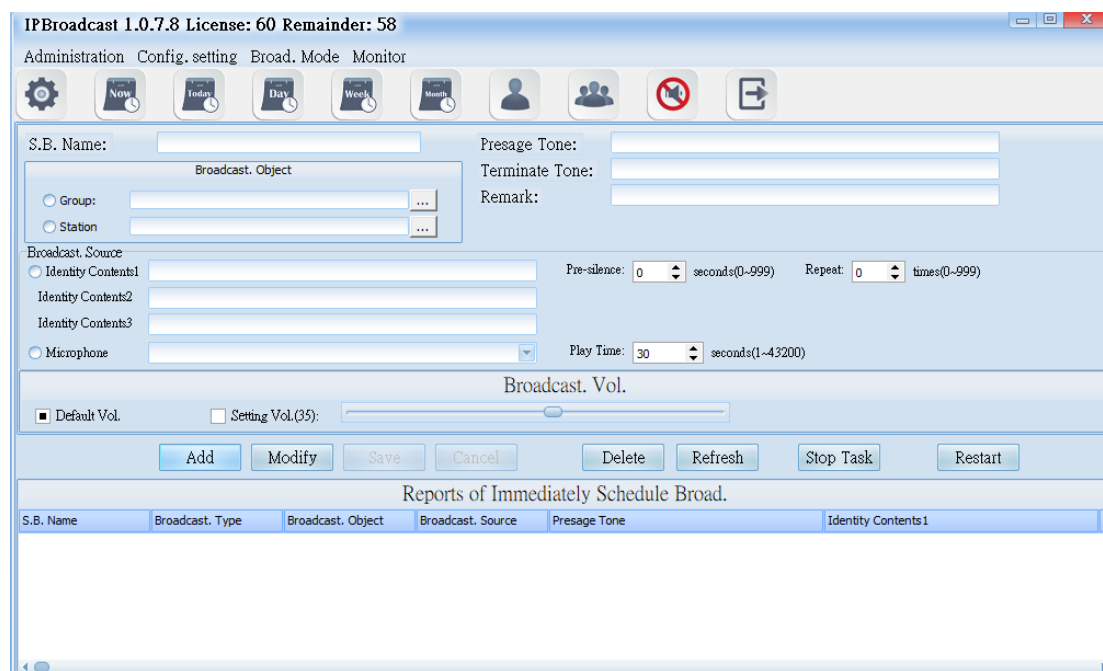 IPBroadcast 1.0.7.8 License: 60 Remainder: 58
Administration Config. setting Broad. Mode Monitor
Now Today Day Week Month
S.B. Name:
Presage Tone:
Broadcast. Object
Terminate Tone:
Group: ...
Remark:
Station ...
Broadcast. Source
Identity Contents1
Pre-silence: 0 seconds(0~999) Repeat: 0 times(0~999)
Identity Contents2
Identity Contents3
Microphone
Play Time: 30 seconds(1~43200)
Broadcast. Vol.
Default Vol. Setting Vol.(35):
Add Modify Save Cancel Delete Refresh Stop Task Restart
Reports of Immediately Schedule Broad.
S.B. Name Broadcast. Type Broadcast. Object Broadcast. Source Presage Tone Identity Contents1